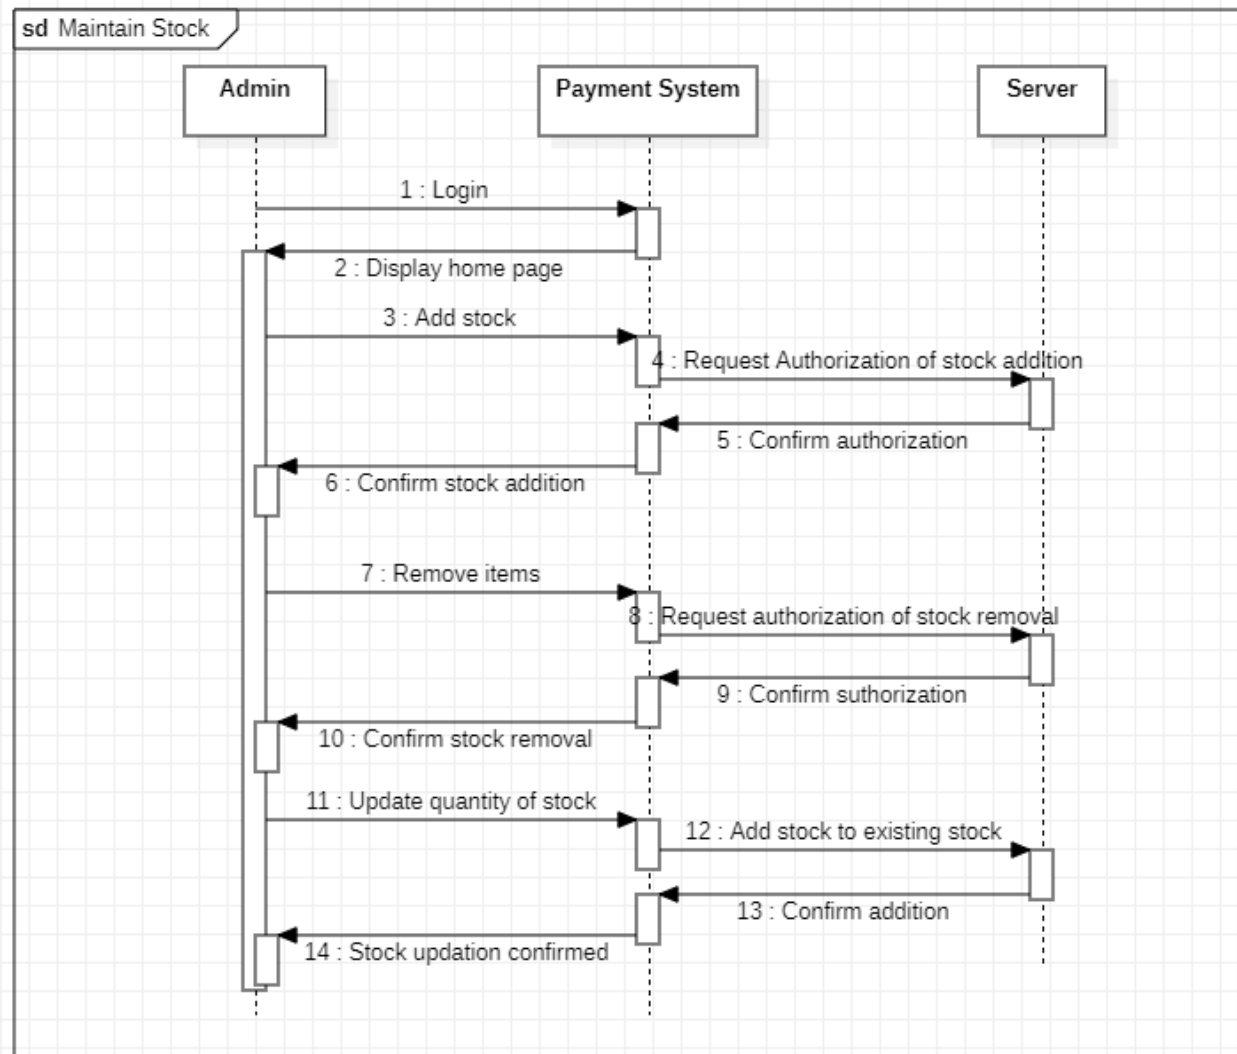 sd Maintain Stock
Admin
Payment System
Server
1 : Login
2 : Display home page
3 : Add stock
4 : Request Authorization of stock addition
5 : Confirm authorization
6 : Confirm stock addition
7 : Remove items
8 : Request authorization of stock removal
9 : Confirm suthorization
10 : Confirm stock removal
11 : Update quantity of stock
12 : Add stock to existing stock
13 : Confirm addition
14 : Stock updation confirmed